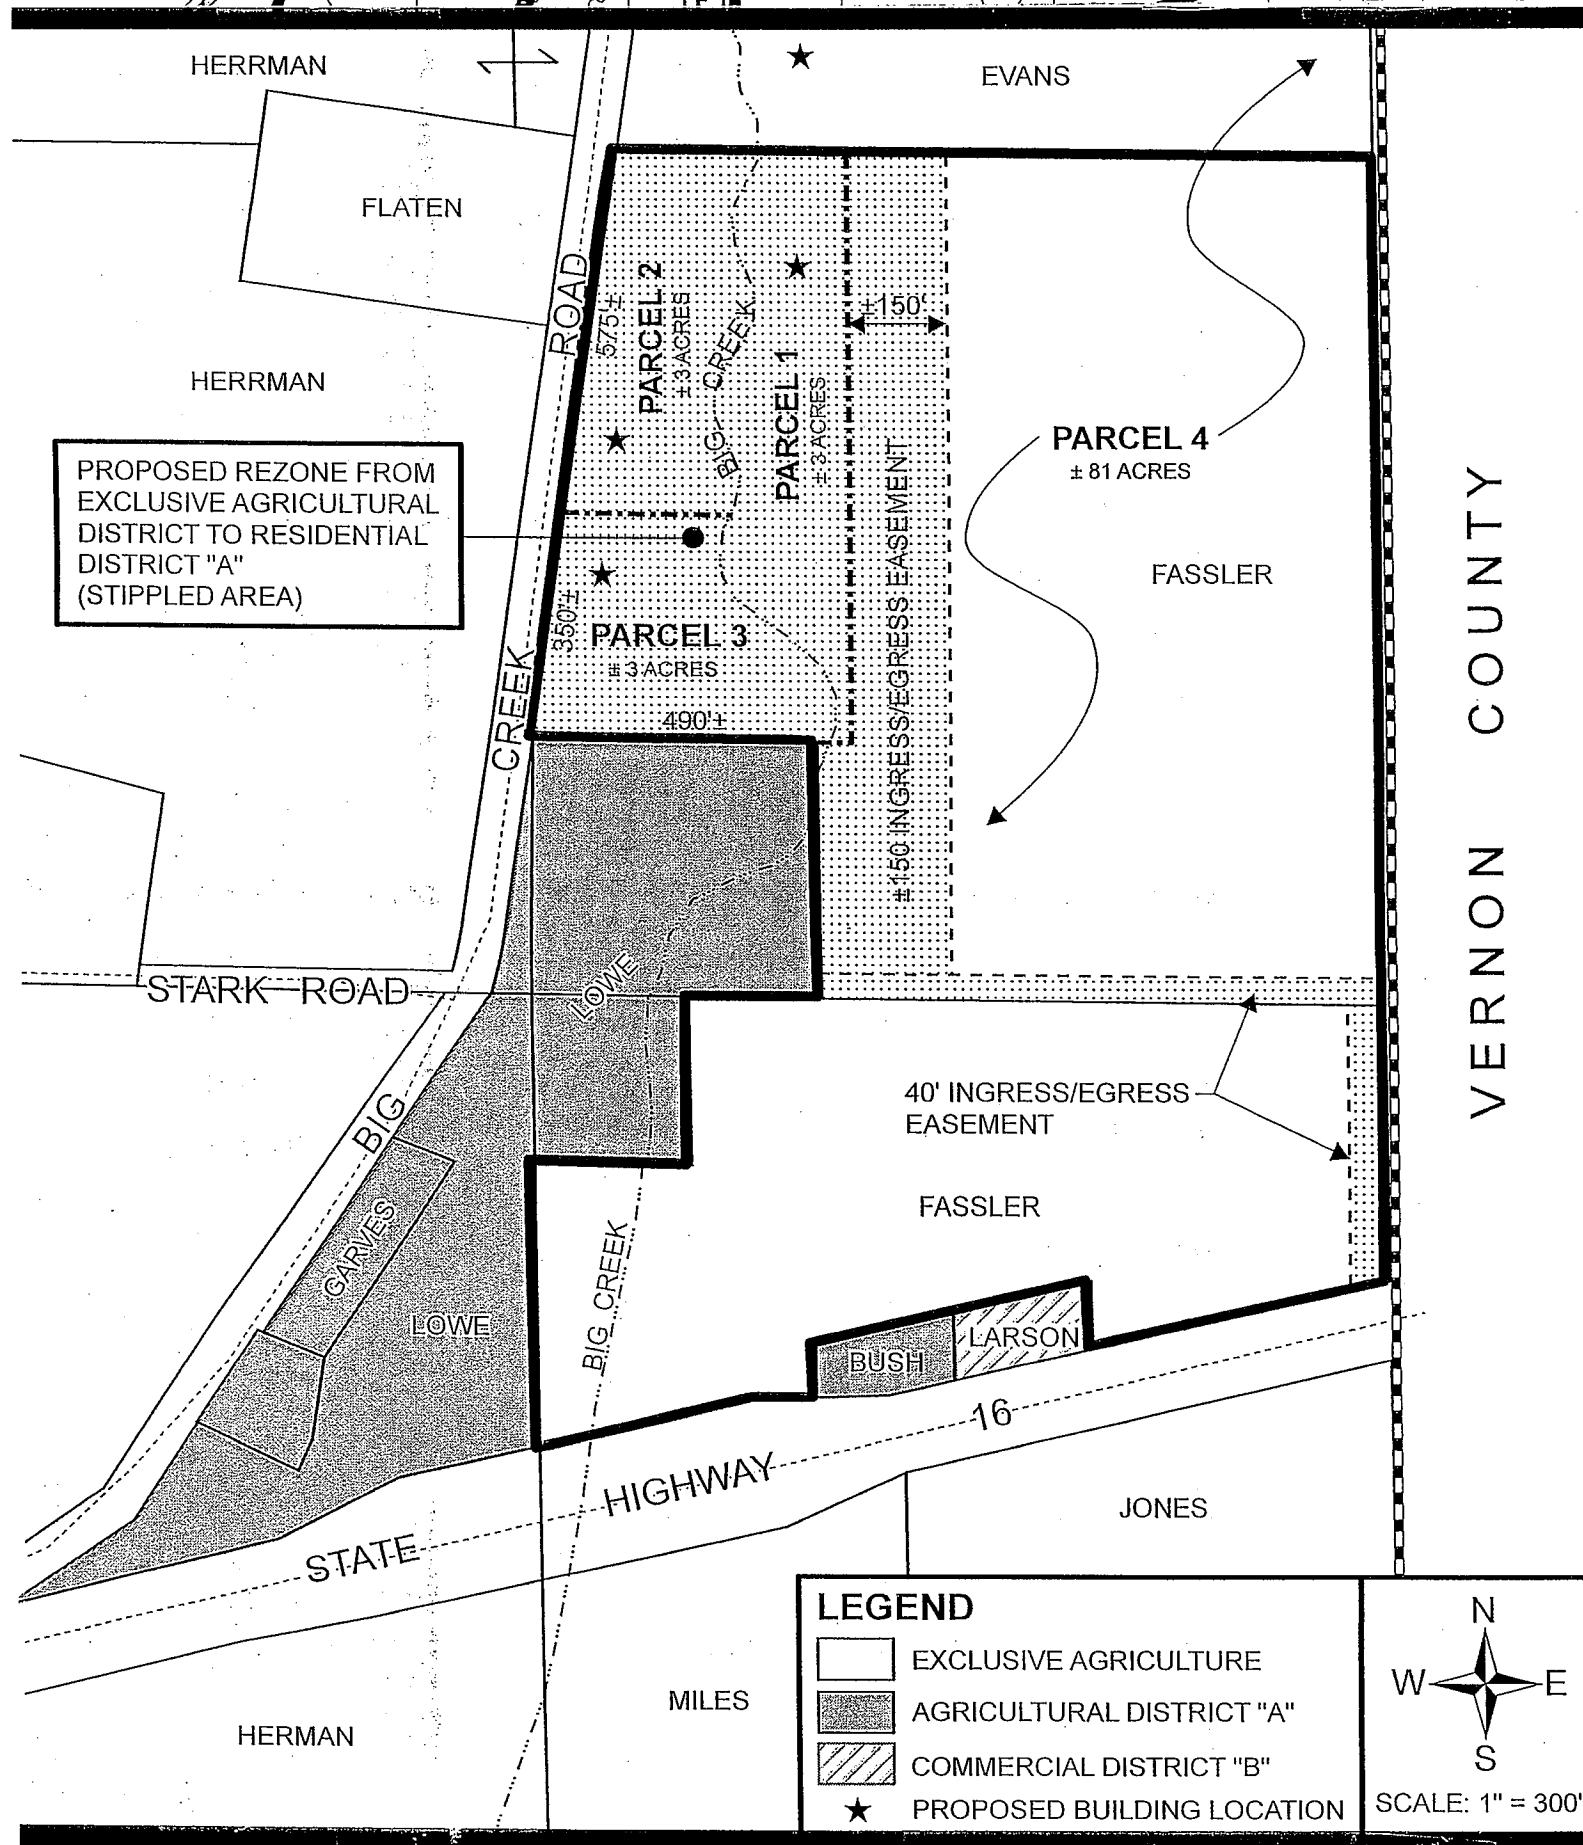 HERRMAN
EVANS
FLATEN
HERRMAN
BIG CREEK ROAD
575'±
PARCEL 2
± 3 ACRES
BIG CREEK
PARCEL 1
± 3 ACRES
±150'
PARCEL 4
± 81 ACRES
FASSLER
PROPOSED REZONE FROM
EXCLUSIVE AGRICULTURAL
DISTRICT TO RESIDENTIAL
DISTRICT "A"
(STIPPLED AREA)
350'±
PARCEL 3
± 3 ACRES
490'±
±150 INGRESS/EGRESS EASEMENT
VERNON COUNTY
STARK ROAD
LOWE
40' INGRESS/EGRESS
EASEMENT
FASSLER
GARVES
LOWE
BIG CREEK
BUSH
LARSON
STATE HIGHWAY 16
JONES
HERMAN
MILES
LEGEND
EXCLUSIVE AGRICULTURE
AGRICULTURAL DISTRICT "A"
COMMERCIAL DISTRICT "B"
PROPOSED BUILDING LOCATION
N
W
E
S
SCALE: 1" = 300'